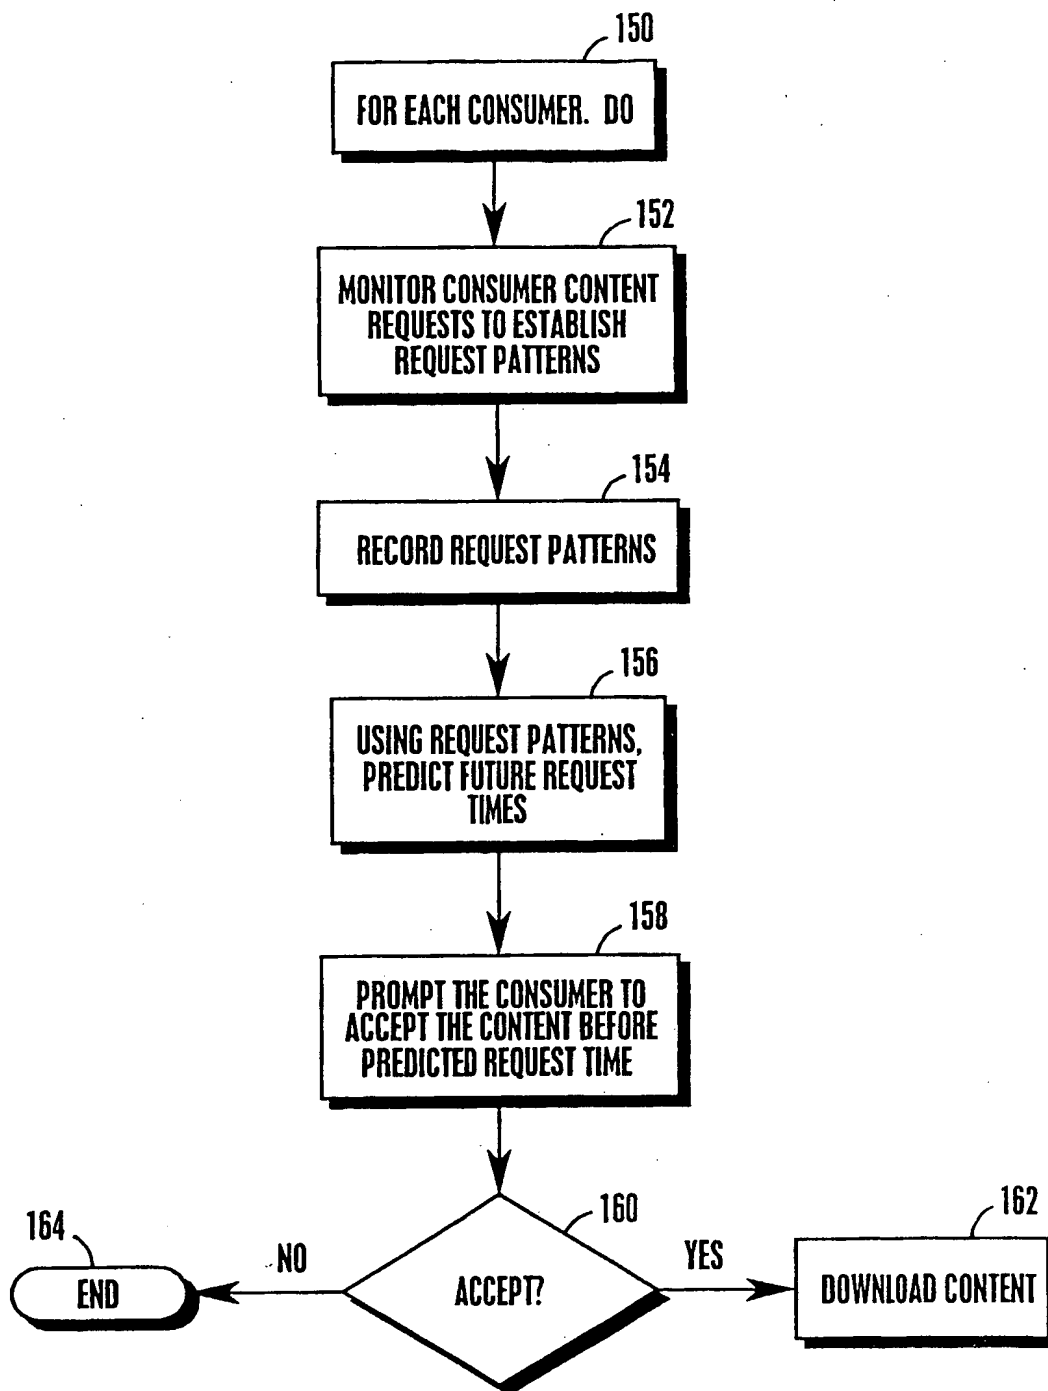 150
FOR EACH CONSUMER. DO
152
MONITOR CONSUMER CONTENT
REQUESTS TO ESTABLISH
REQUEST PATTERNS
154
RECORD REQUEST PATTERNS
156
USING REQUEST PATTERNS,
PREDICT FUTURE REQUEST
TIMES
158
PROMPT THE CONSUMER TO
ACCEPT THE CONTENT BEFORE
PREDICTED REQUEST TIME
160
ACCEPT?
164
NO
END
162
YES
DOWNLOAD CONTENT